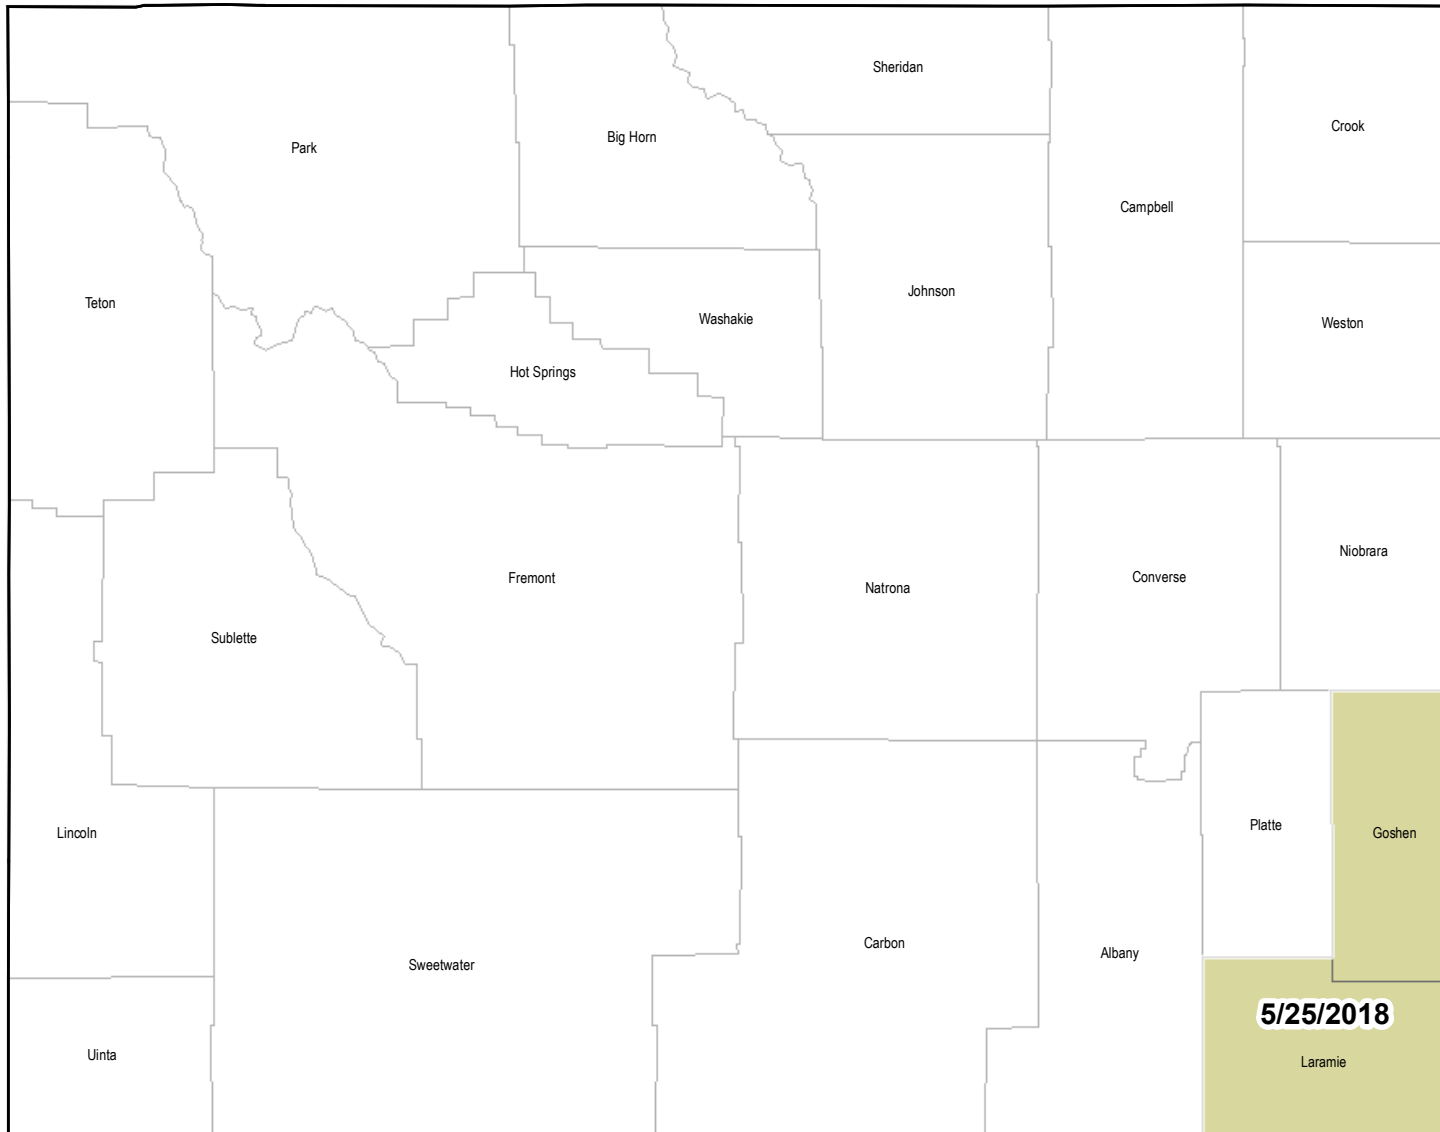 Sheridan
Crook
Big Horn
Park
Campbell
Johnson
Teton
Washakie
Weston
Hot Springs
Niobrara
Converse
Fremont
Natrona
Sublette
Platte
Lincoln
Goshen
Carbon
Albany
Sweetwater
5/25/2018
Uinta
Laramie